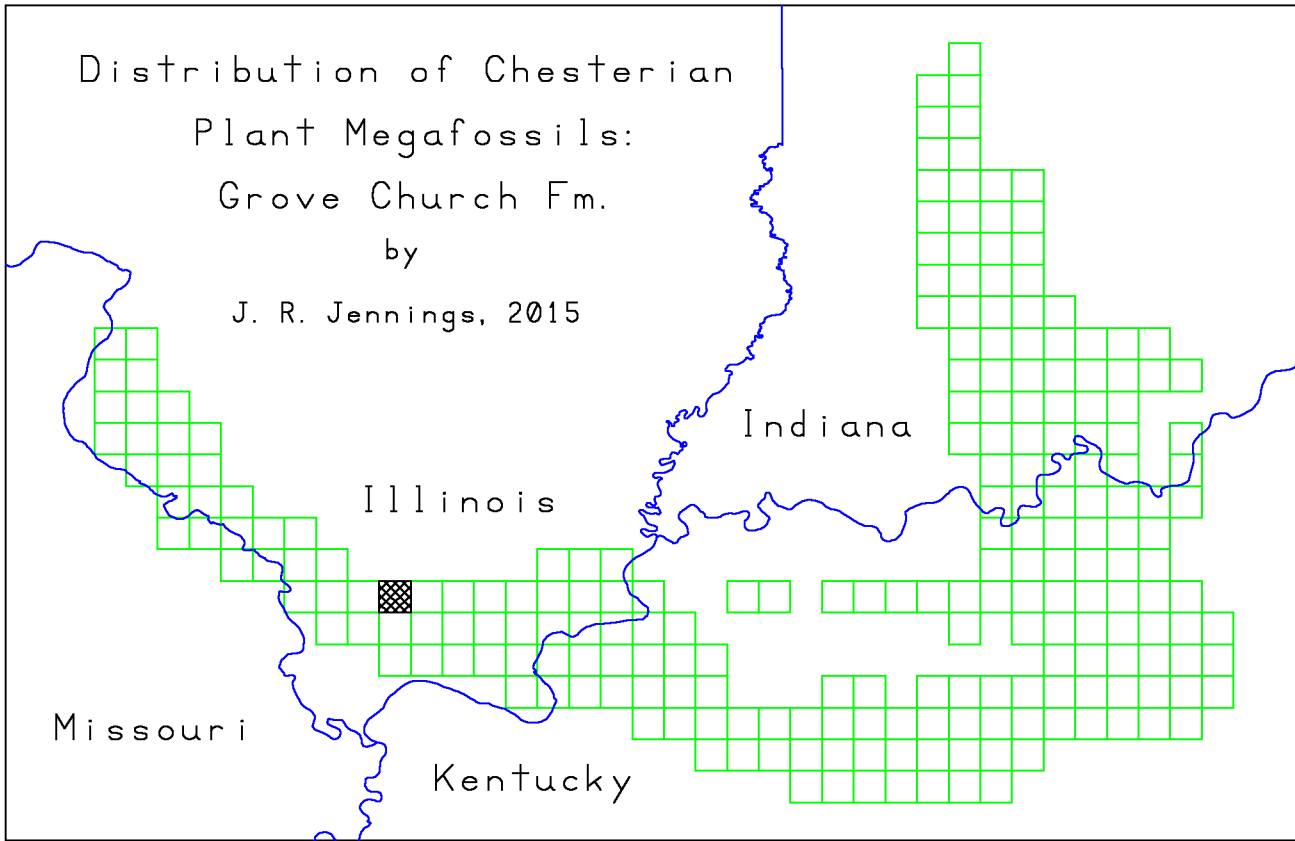 Distribution of Chesterian
Plant Megafossils:
Grove Church Fm.
by
J. R. Jennings, 2015
Indiana
Illinois
Missouri
Kentucky